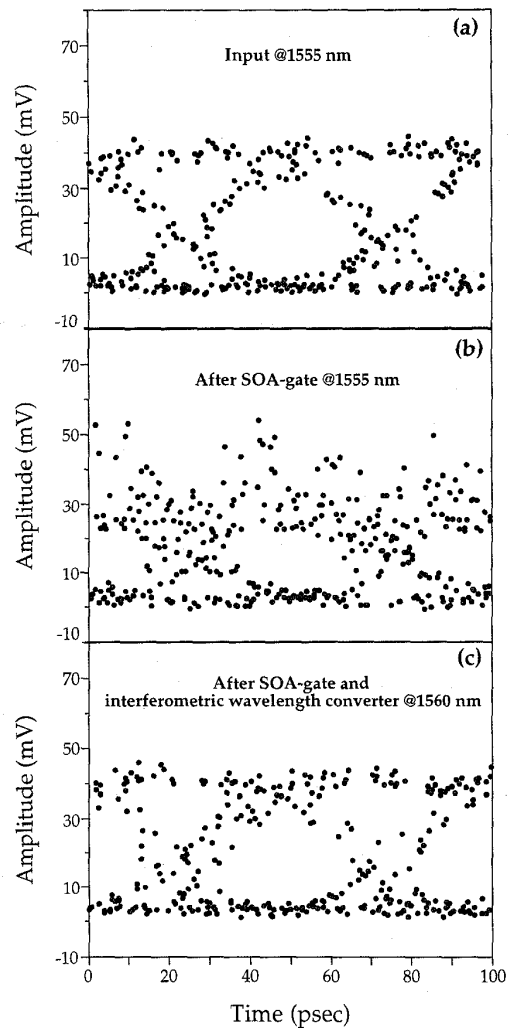 (a)
Input @1555 nm
Amplitude (mV)
70
50
30
10
-10
(b)
After SOA-gate @1555 nm
Amplitude (mV)
70
50
30
10
-10
(c)
After SOA-gate and
interferometric wavelength converter @1560 nm
Amplitude (mV)
70
50
30
10
-10
0 20 40 60 80 100
Time (psec)